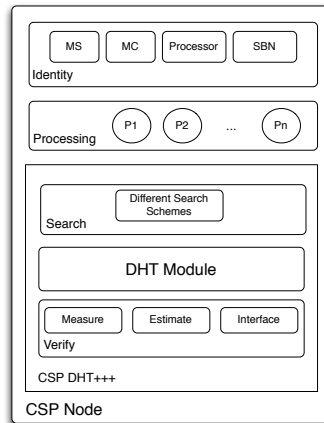 MS MC Processor SBN
Identity
P1 P2 ... Pn
Processing
Different Search
Schemes
Search
DHT Module
Measure Estimate Interface
Verify
CSP DHT+++
CSP Node